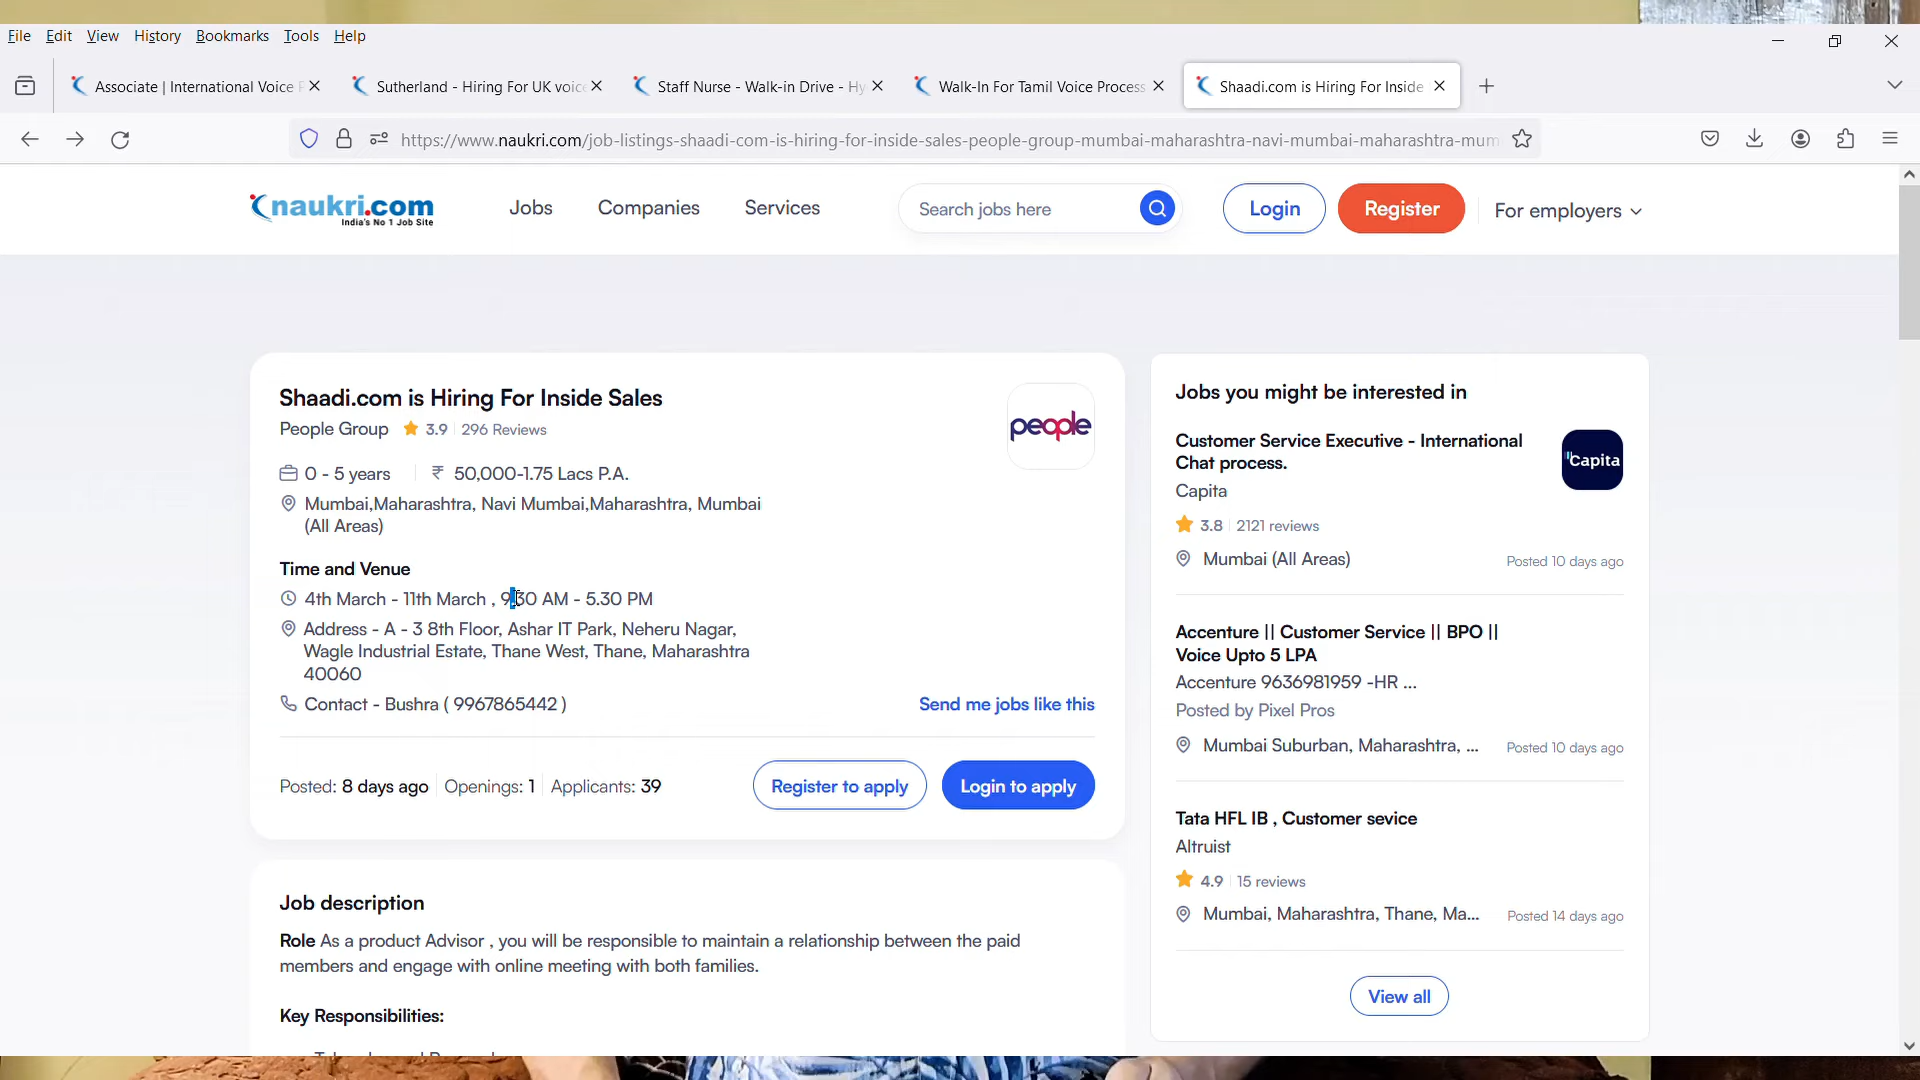 File Edit View History Bookmarks Tools Help
Associate | International Voice P
Sutherland - Hiring For UK voice
Staff Nurse - Walk-in Drive - Hy
Walk-In For Tamil Voice Process
Shaadi.com is Hiring For Inside
https://www.naukri.com/job-listings-shaadi-com-is-hiring-for-inside-sales-people-group-mumbai-maharashtra-navi-mumbai-maharashtra-mum
naukri.com
India's No 1 Job Site
Jobs Companies Services
Search jobs here
Login
Register
For employers
Shaadi.com is Hiring For Inside Sales
People Group 3.9 296 Reviews
people
0 - 5 years ₹ 50,000-1.75 Lacs P.A.
Mumbai,Maharashtra, Navi Mumbai,Maharashtra, Mumbai
(All Areas)
Time and Venue
4th March - 11th March , 9.30 AM - 5.30 PM
Address - A - 3 8th Floor, Ashar IT Park, Neheru Nagar,
Wagle Industrial Estate, Thane West, Thane, Maharashtra
40060
Contact - Bushra ( 9967865442 )
Send me jobs like this
Posted: 8 days ago Openings: 1 Applicants: 39
Register to apply
Login to apply
Job description
Role As a product Advisor , you will be responsible to maintain a relationship between the paid
members and engage with online meeting with both families.
Key Responsibilities:
Jobs you might be interested in
Customer Service Executive - International
Chat process.
Capita
Capita
3.8 2121 reviews
Mumbai (All Areas)
Posted 10 days ago
Accenture || Customer Service || BPO ||
Voice Upto 5 LPA
Accenture 9636981959 -HR ...
Posted by Pixel Pros
Mumbai Suburban, Maharashtra, ...
Posted 10 days ago
Tata HFL IB , Customer sevice
Altruist
4.9 15 reviews
Mumbai, Maharashtra, Thane, Ma...
Posted 14 days ago
View all